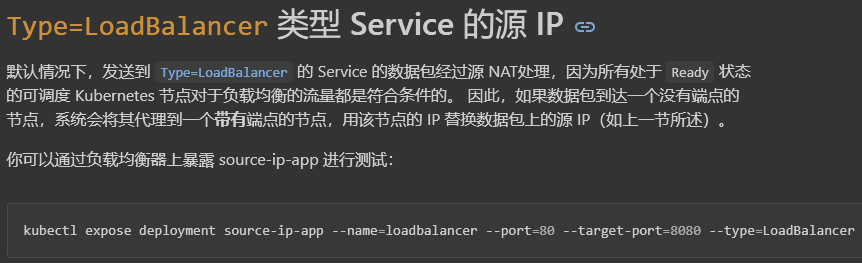 Type=LoadBalancer 类型 Service 的源 IP
默认情况下，发送到 Type=LoadBalancer 的 Service 的数据包经过源 NAT处理，因为所有处于 Ready 状态
的可调度 Kubernetes 节点对于负载均衡的流量都是符合条件的。 因此，如果数据包到达一个没有端点的
节点，系统会将其代理到一个带有端点的节点，用该节点的 IP 替换数据包上的源 IP（如上一节所述）。
你可以通过负载均衡器上暴露 source-ip-app 进行测试：
kubectl expose deployment source-ip-app --name=loadbalancer --port=80 --target-port=8080 --type=LoadBalancer